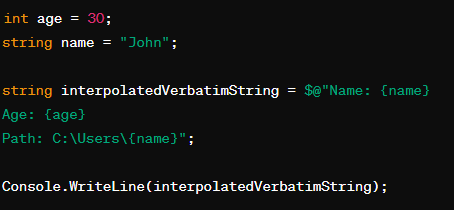 int age = 30;
string name = "John";
string interpolatedVerbatimString = $@"Name: {name}
Age: {age}
Path: C:\Users\{name}";
Console.WriteLine(interpolatedVerbatimString);